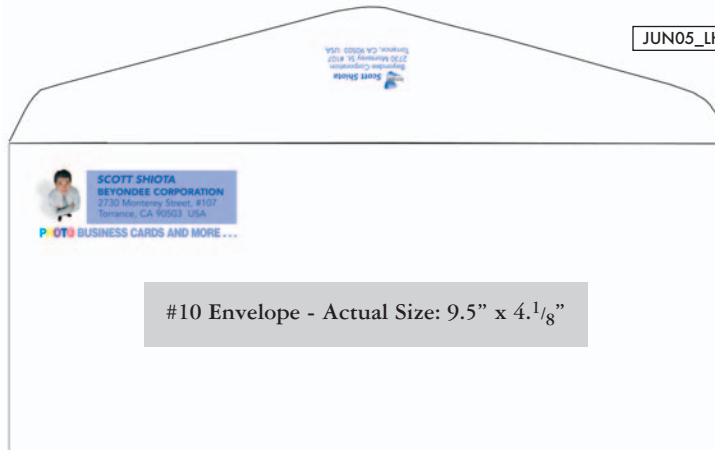 JUN05_LH
Scott Shiota
Beyondee Corporation
2730 Monterey St. #107
Torrance, CA 90503 USA
SCOTT SHIOTA
BEYONDEE CORPORATION
2730 Monterey Street, #107
Torrance, CA 90503 USA
PHOTO BUSINESS CARDS AND MORE . . .
#10 Envelope - Actual Size: 9.5” x 4.1/8”